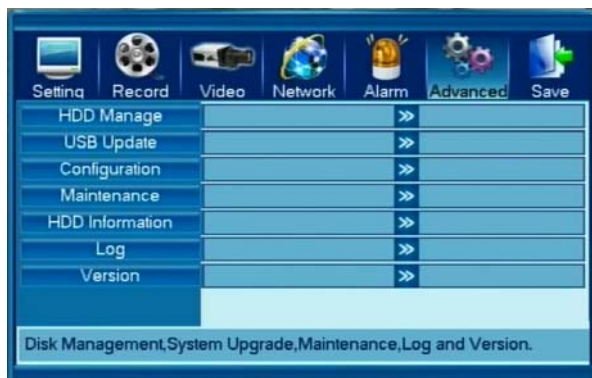 Setting Record Video Network Alarm Advanced Save
HDD Manage
USB Update
Configuration
Maintenance
HDD Information
Log
Version
Disk Management,System Upgrade,Maintenance,Log and Version.